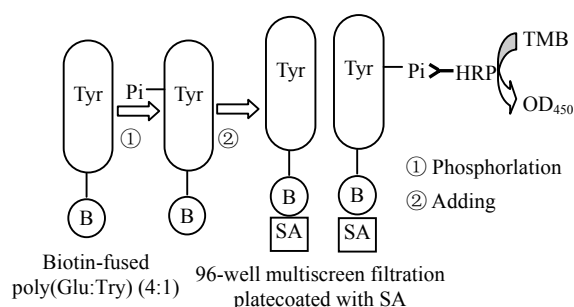 Tyr
Pi
Tyr
Tyr
Tyr
Pi
HRP
TMB
OD450
①
②
B
B
B
B
SA
SA
① Phosphorlation
② Adding
Biotin-fused
poly(Glu:Try) (4:1)
96-well multiscreen filtration
platecoated with SA